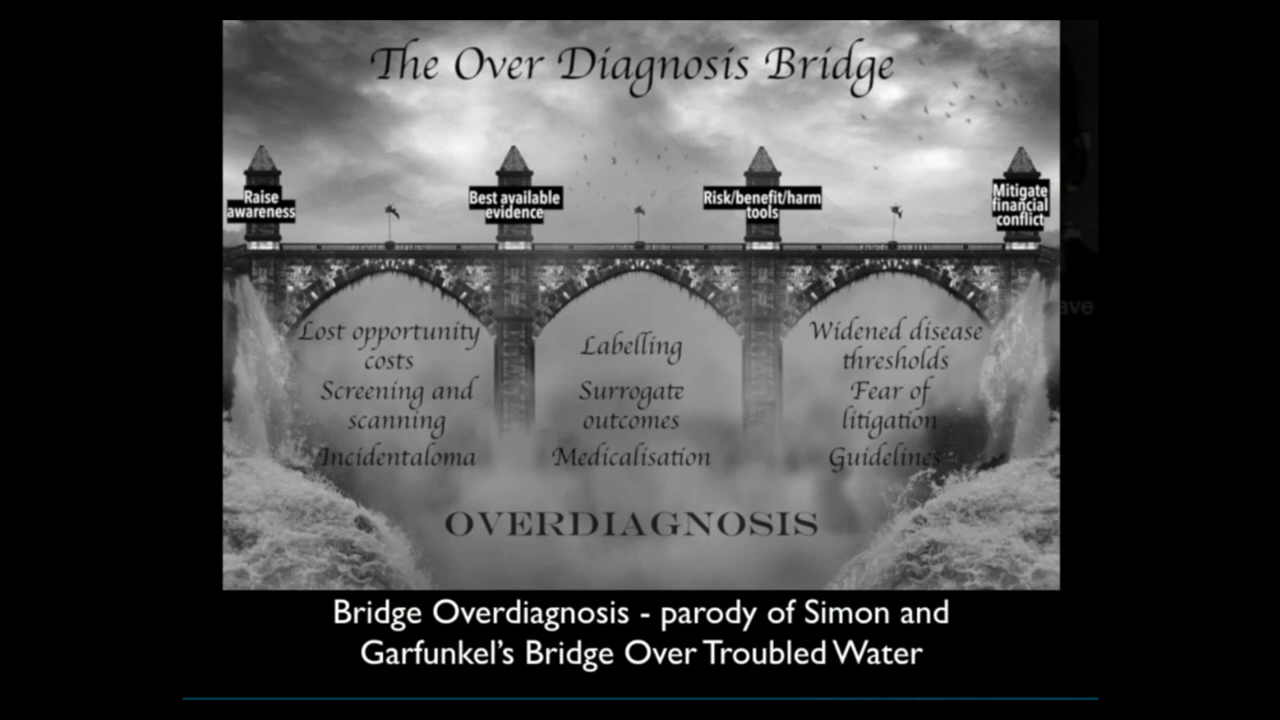 The Over Diagnosis Bridge
Raise
awareness
Best available
evidence
Risk/benefit/harm
tools
Mitigate
financial
conflict
Lost opportunity
costs
Screening and
scanning
Incidentaloma
Labelling
Surrogate
outcomes
Medicalisation
Widened disease
thresholds
Fear of
litigation
Guidelines
OVERDIAGNOSIS
Bridge Overdiagnosis - parody of Simon and
Garfunkel's Bridge Over Troubled Water